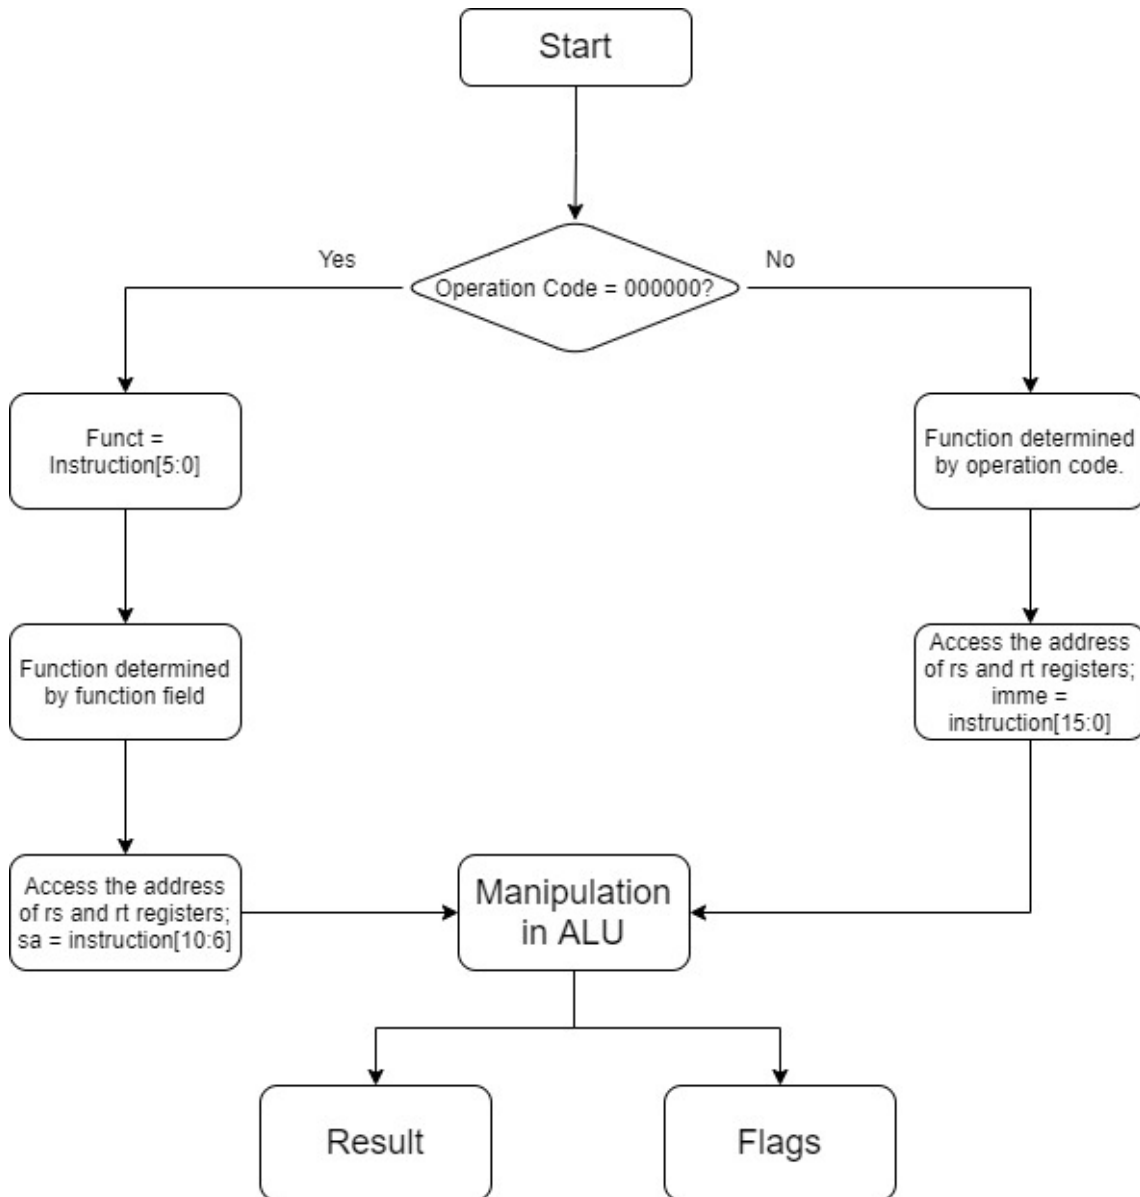 Start
Yes
No
Operation Code = 000000?
Funct =
Instruction[5:0]
Function determined
by operation code.
Function determined
by function field
Access the address
of rs and rt registers;
imme =
instruction[15:0]
Access the address
of rs and rt registers;
sa = instruction[10:6]
Manipulation
in ALU
Result
Flags